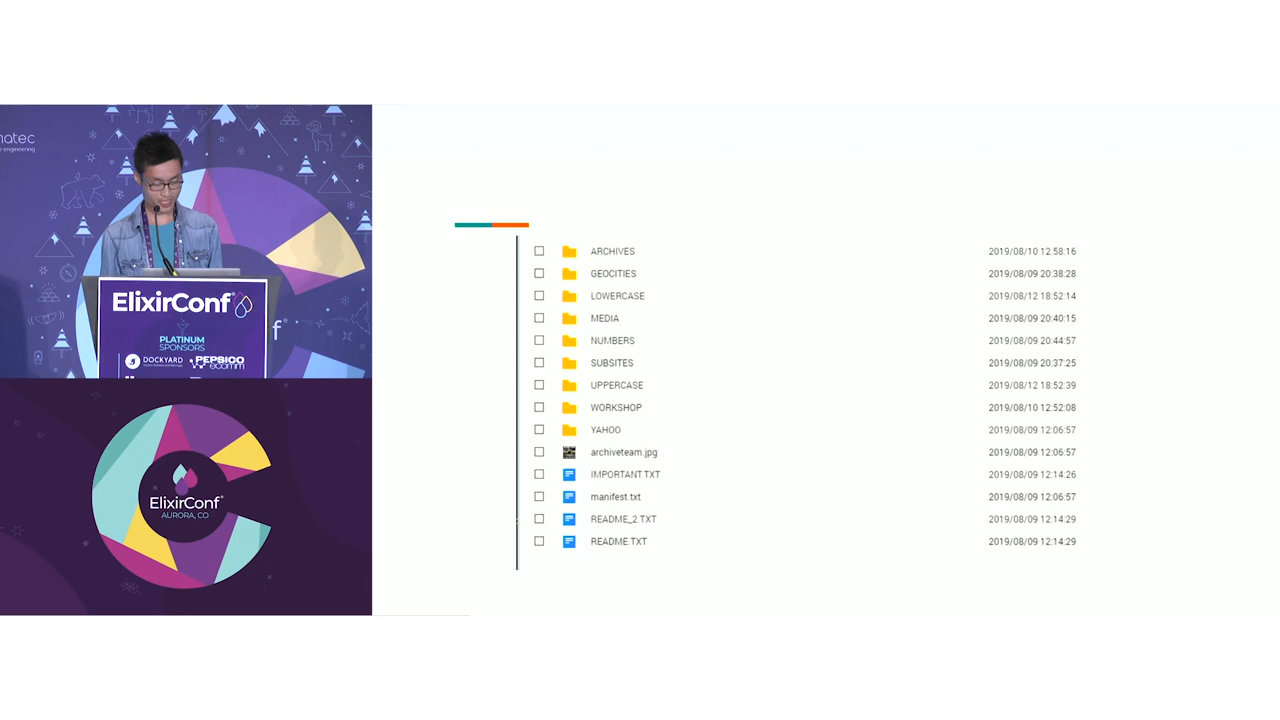 natec
e engineering
ElixirConf
PLATINUM
SPONSORS
DOCKYARD
PEPSICO
ecomm
f
ElixirConf
AURORA, CO
ARCHIVES 2019/08/10 12:58:16
GEOCITIES 2019/08/09 20:38:28
LOWERCASE 2019/08/12 18:52:14
MEDIA 2019/08/09 20:40:15
NUMBERS 2019/08/09 20:44:57
SUBSITES 2019/08/09 20:37:25
UPPERCASE 2019/08/12 18:52:39
WORKSHOP 2019/08/10 12:52:08
YAHOO 2019/08/09 12:06:57
archiveteam.jpg 2019/08/09 12:06:57
IMPORTANT.TXT 2019/08/09 12:14:26
manifest.txt 2019/08/09 12:06:57
README_2.TXT 2019/08/09 12:14:29
README.TXT 2019/08/09 12:14:29